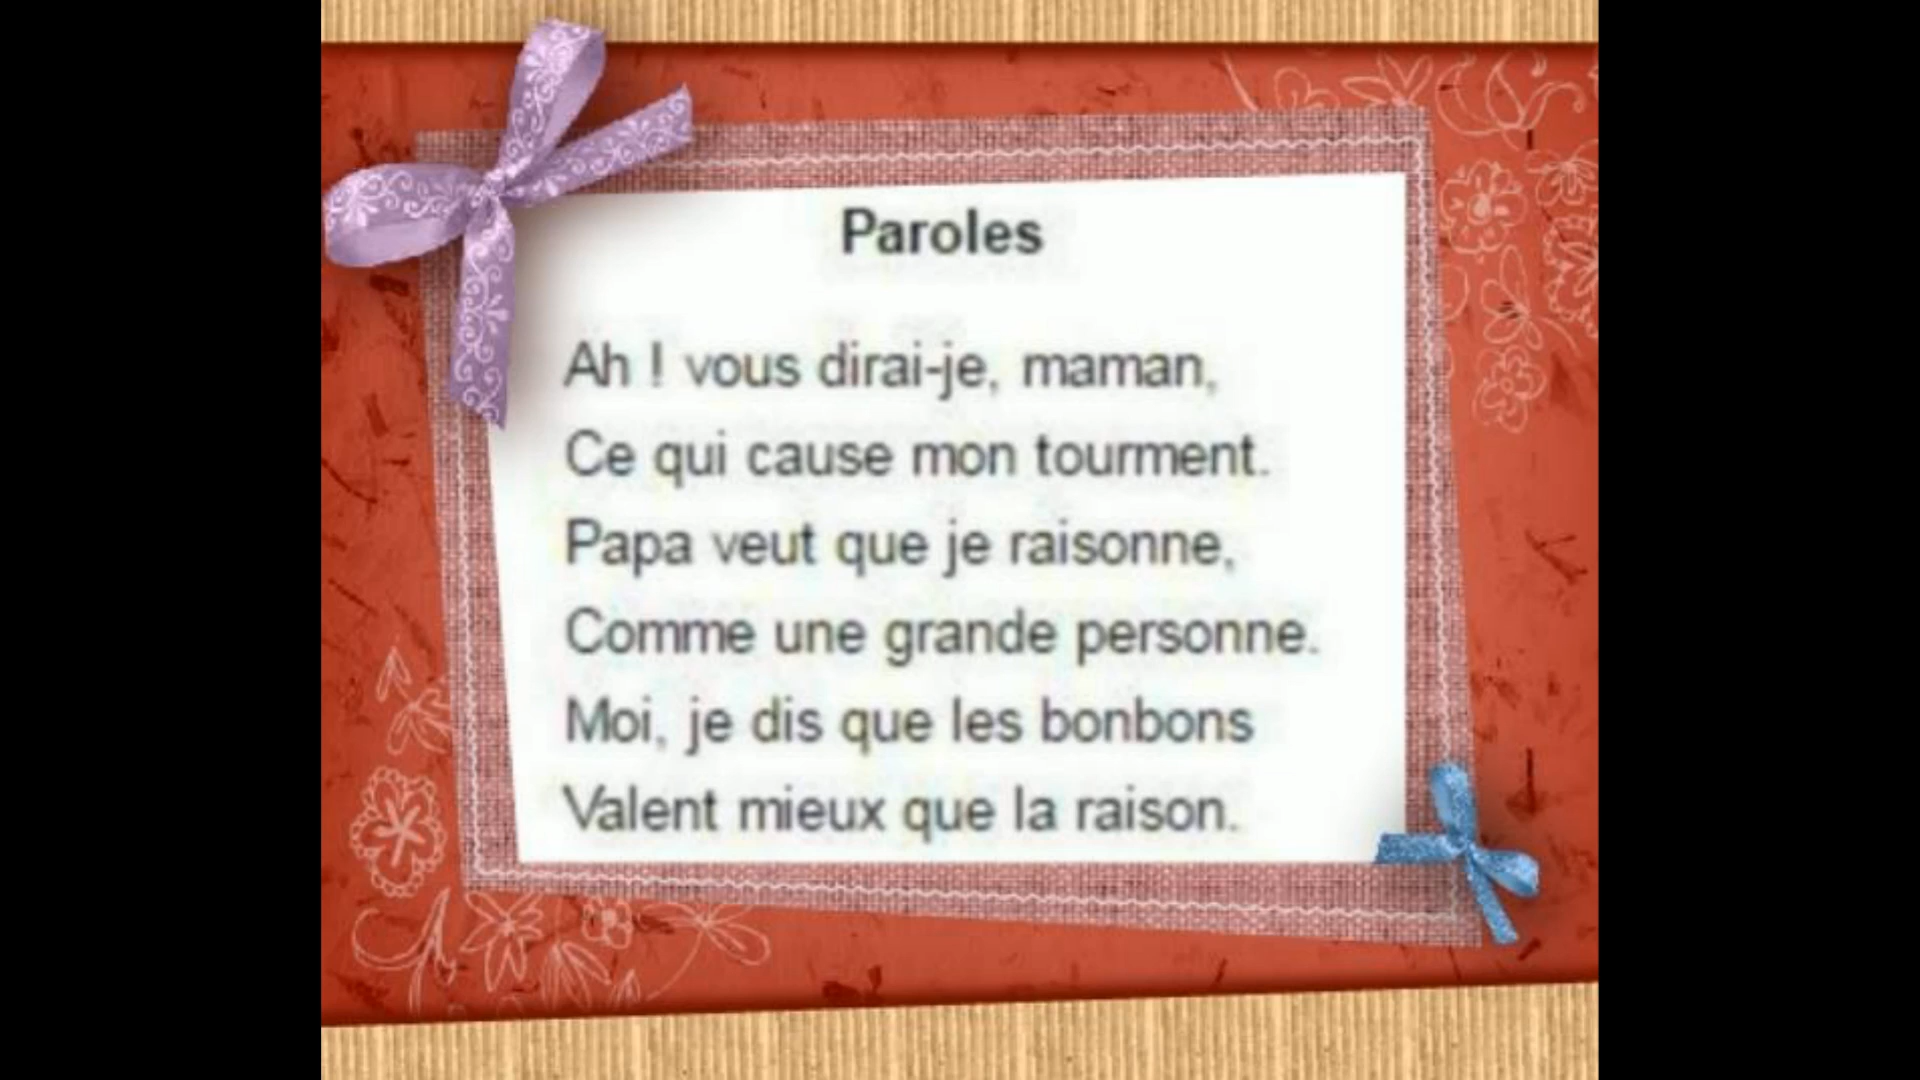 Paroles
Ah ! vous dirai-je, maman,
Ce qui cause mon tourment.
Papa veut que je raisonne,
Comme une grande personne.
Moi, je dis que les bonbons
Valent mieux que la raison.